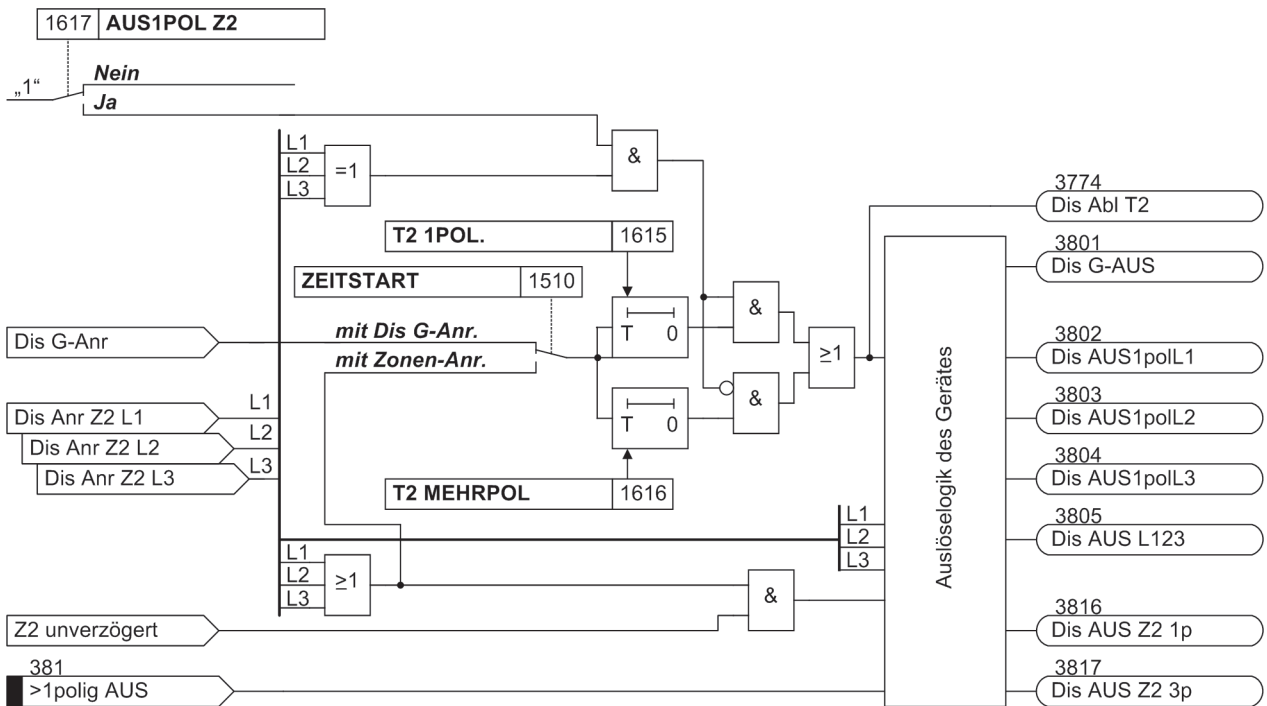 1617 AUS1POL Z2
„1“
Nein
Ja
L1
L2
L3
=1
&
T2 1POL. 1615
ZEITSTART 1510
mit Dis G-Anr.
mit Zonen-Anr.
T 0
T 0
&
&
≥1
T2 MEHRPOL 1616
Dis G-Anr
Dis Anr Z2 L1
Dis Anr Z2 L2
Dis Anr Z2 L3
L1
L2
L3
L1
L2
L3
≥1
&
L1
L2
L3
Z2 unverzögert
381
>1polig AUS
Auslöselogik des Gerätes
3774
Dis Abl T2
3801
Dis G-AUS
3802
Dis AUS1polL1
3803
Dis AUS1polL2
3804
Dis AUS1polL3
3805
Dis AUS L123
3816
Dis AUS Z2 1p
3817
Dis AUS Z2 3p